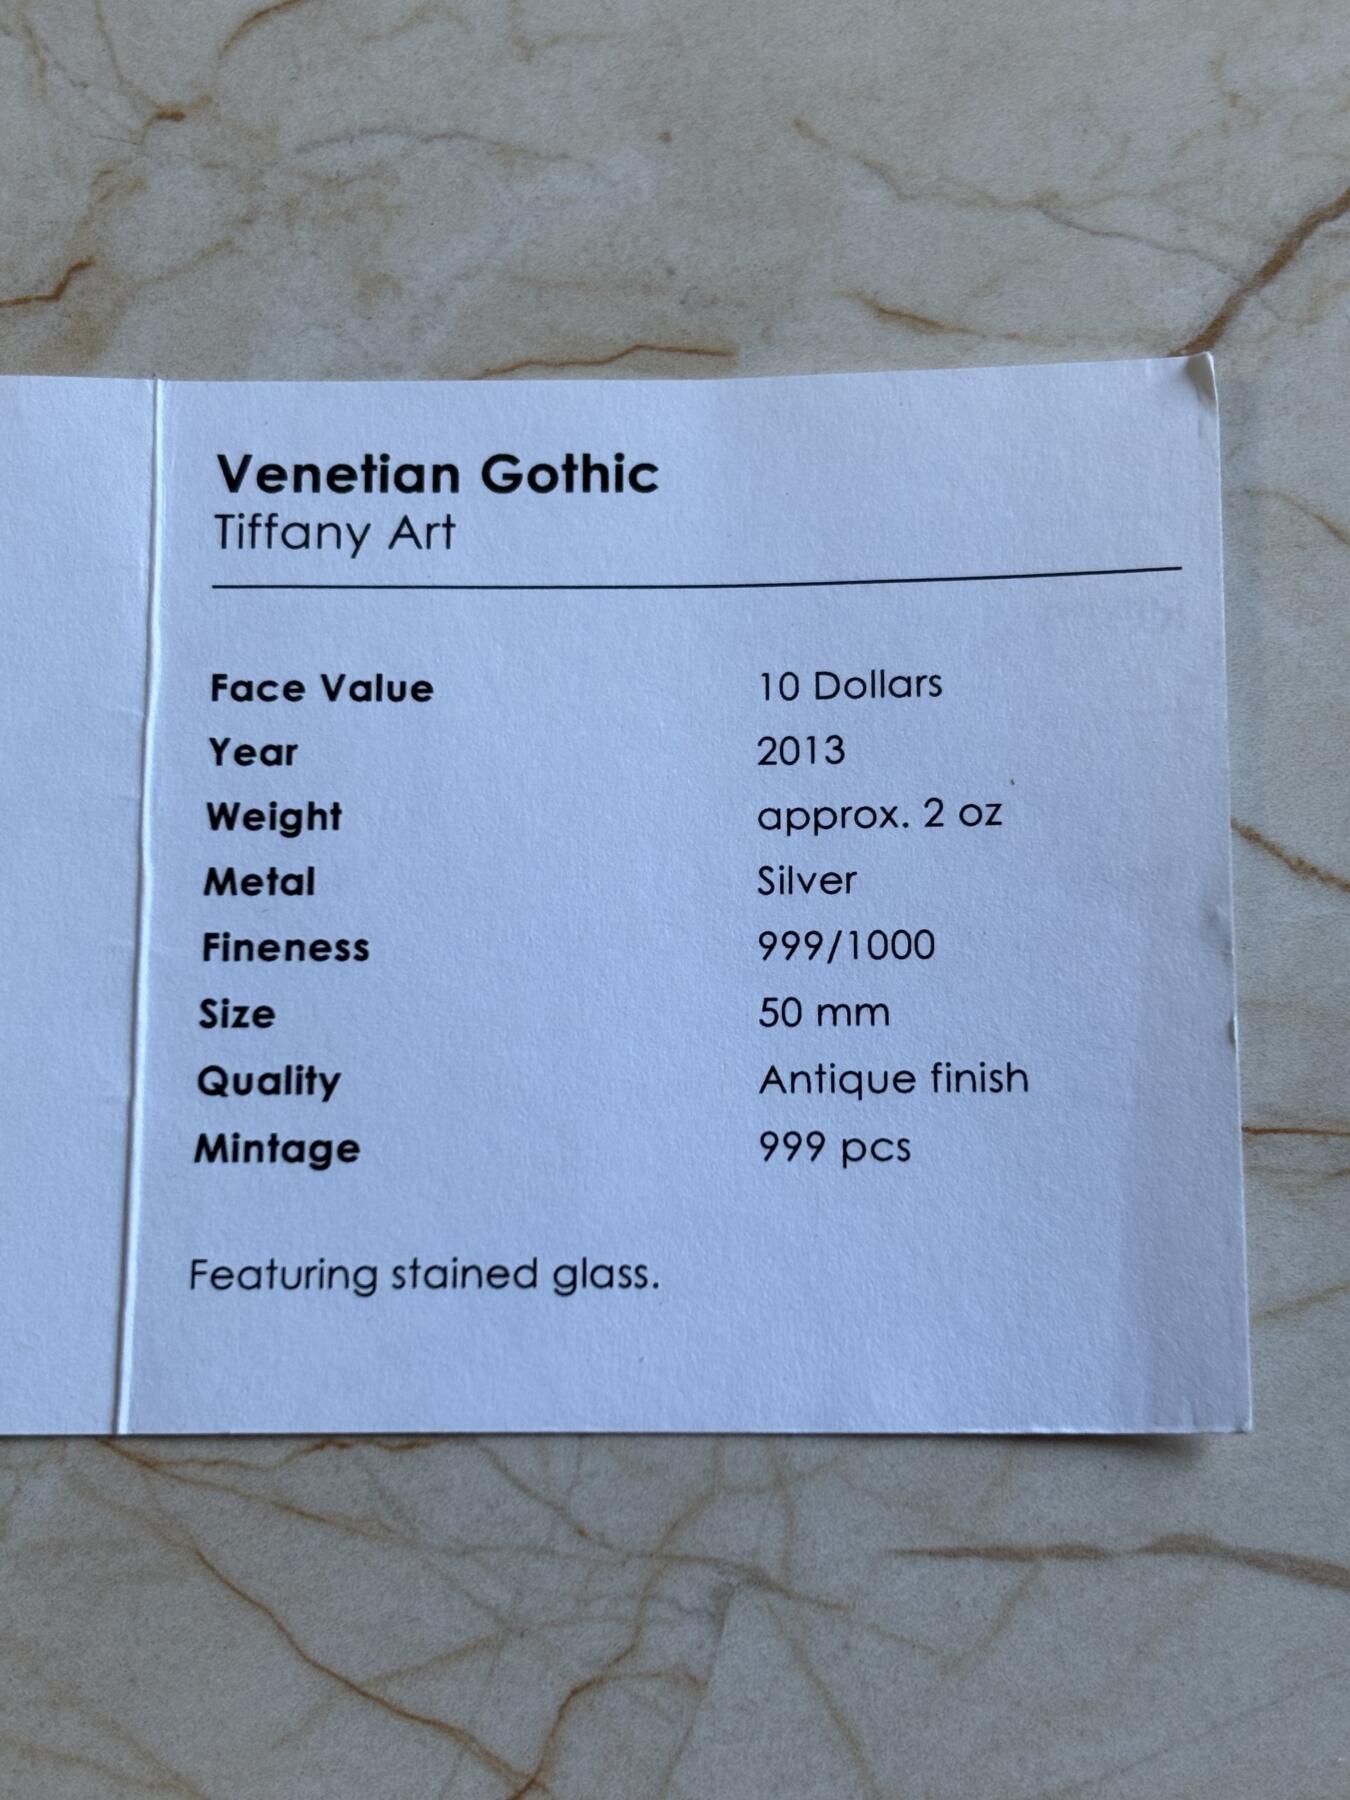 Venetian Gothic
Tiffany Art
Face Value 10 Dollars
Year 2013
Weight approx. 2 oz
Metal Silver
Fineness 999/1000
Size 50 mm
Quality Antique finish
Mintage 999 pcs
Featuring stained glass.